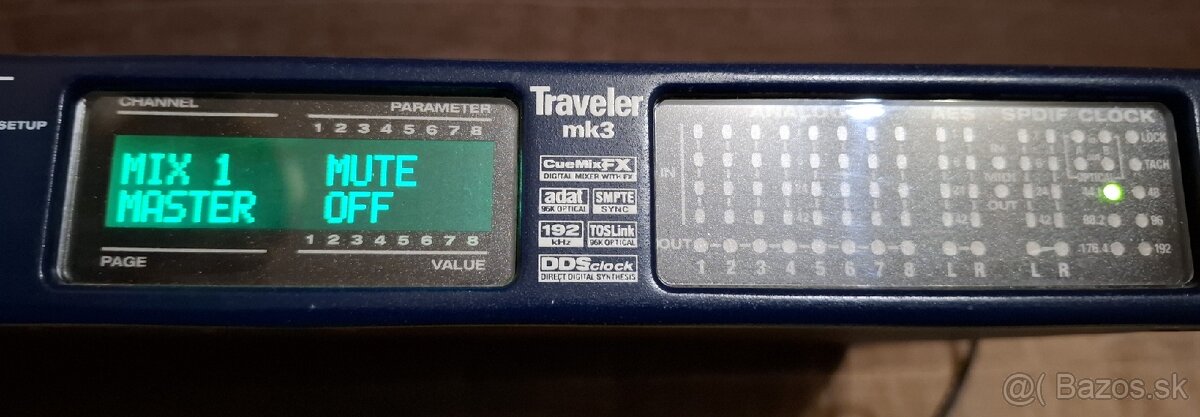 SETUP
CHANNEL
PARAMETER
1 2 3 4 5 6 7 8
MIX 1 MUTE
MASTER OFF
1 2 3 4 5 6 7 8
PAGE
VALUE
Traveler
mk3
CueMixFX
DIGITAL MIXER WITH FX
adat
96K OPTICAL
SMPTE
SYNC
192
kHz
TOSLink
96K OPTICAL
DDSclock
DIRECT DIGITAL SYNTHESIS
ANALOG AES SPDIF CLOCK
LOCK
TACH
IN
48
88.2 96
OUT
176.4 192
1 2 3 4 5 6 7 8 L R L R
@ Bazos.sk